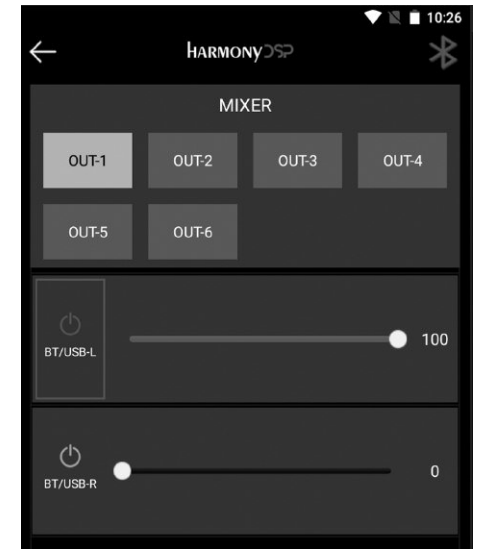 10:26
HARMONYDSP
MIXER
OUT-1 OUT-2 OUT-3 OUT-4
OUT-5 OUT-6
BT/USB-L 100
BT/USB-R 0